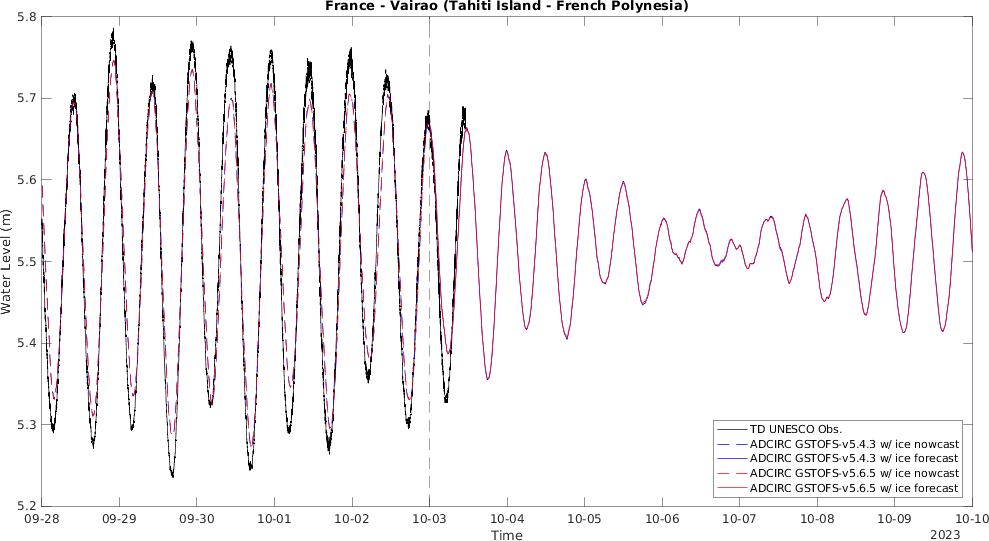 France - Vairao (Tahiti Island - French Polynesia)
5.8
5.7
5.6
5.5
5.4
5.3
5.2
Water Level (m)
09-28 09-29 09-30 10-01 10-02 10-03 10-04 10-05 10-06 10-07 10-08 10-09 10-10
Time
2023
TD UNESCO Obs.
ADCIRC GSTOFS-v5.4.3 w/ ice nowcast
ADCIRC GSTOFS-v5.4.3 w/ ice forecast
ADCIRC GSTOFS-v5.6.5 w/ ice nowcast
ADCIRC GSTOFS-v5.6.5 w/ ice forecast